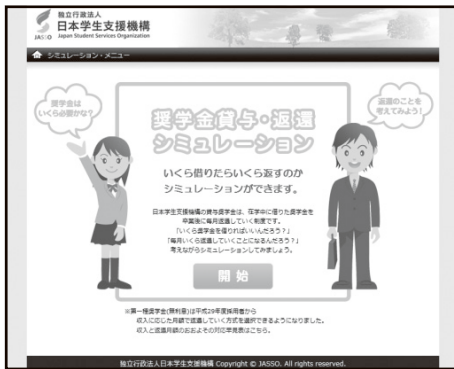 独立行政法人
日本学生支援機構
JASSO Japan Student Services Organization
シミュレーション・メニュー
奨学金は
いくら必要かな?
返還のことを
考えてみよう!
奨学金貸与・返還
シミュレーション
いくら借りたらいくら返すのか
シミュレーションができます。
日本学生支援機構の貸与奨学金は、在学中に借りた奨学金を
卒業後に毎月返還していく制度です。
「いくら奨学金を借りればいいんだろう?」
「毎月いくら返還していくことになるんだろう?」
考えながらシミュレーションしてみましょう。
開始
※第一種奨学金(無利息)は平成29年度採用者から
収入に応じた月額で返還していく方式を選択できるようになりました。
収入と返還月額のおおよその対応早見表はこちら。
独立行政法人日本学生支援機構 Copyright © JASSO. All rights reserved.